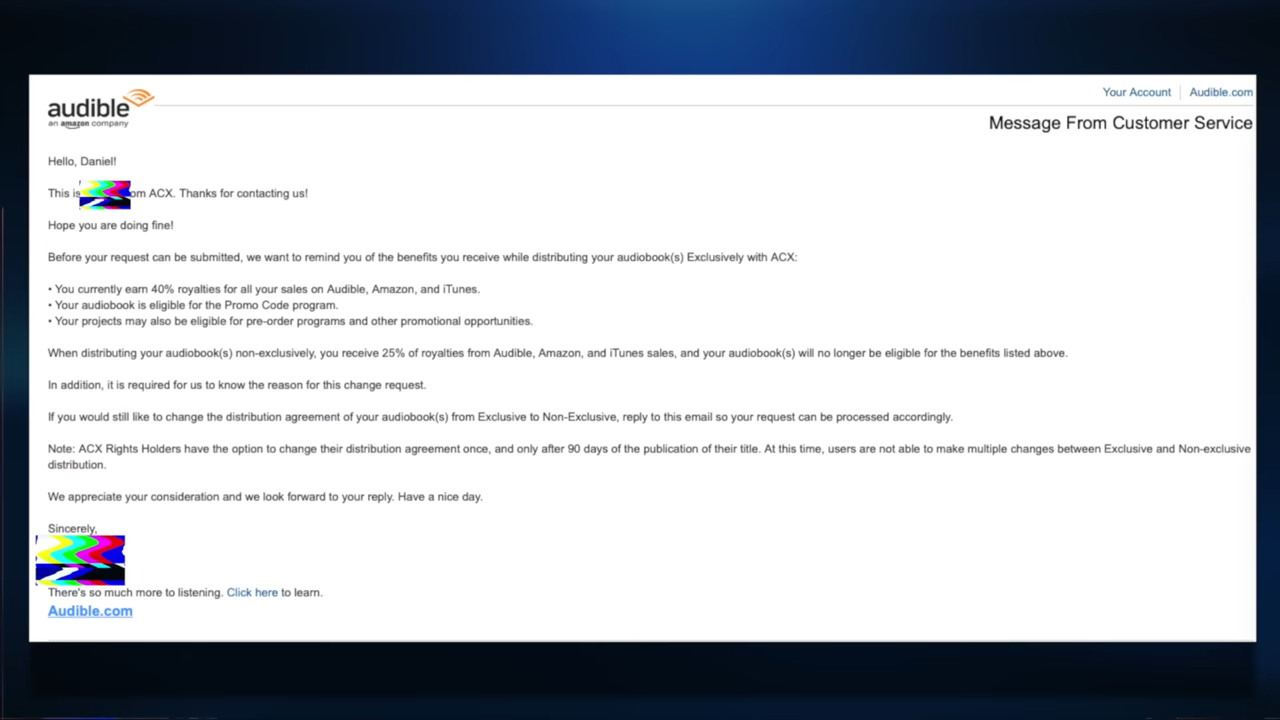 audible
an amazon company
Your Account
Audible.com
Message From Customer Service
Hello, Daniel!
This is om ACX. Thanks for contacting us!
Hope you are doing fine!
Before your request can be submitted, we want to remind you of the benefits you receive while distributing your audiobook(s) Exclusively with ACX:
• You currently earn 40% royalties for all your sales on Audible, Amazon, and iTunes.
• Your audiobook is eligible for the Promo Code program.
• Your projects may also be eligible for pre-order programs and other promotional opportunities.
When distributing your audiobook(s) non-exclusively, you receive 25% of royalties from Audible, Amazon, and iTunes sales, and your audiobook(s) will no longer be eligible for the benefits listed above.
In addition, it is required for us to know the reason for this change request.
If you would still like to change the distribution agreement of your audiobook(s) from Exclusive to Non-Exclusive, reply to this email so your request can be processed accordingly.
Note: ACX Rights Holders have the option to change their distribution agreement once, and only after 90 days of the publication of their title. At this time, users are not able to make multiple changes between Exclusive and Non-exclusive
distribution.
We appreciate your consideration and we look forward to your reply. Have a nice day.
Sincerely,
There's so much more to listening. Click here to learn.
Audible.com